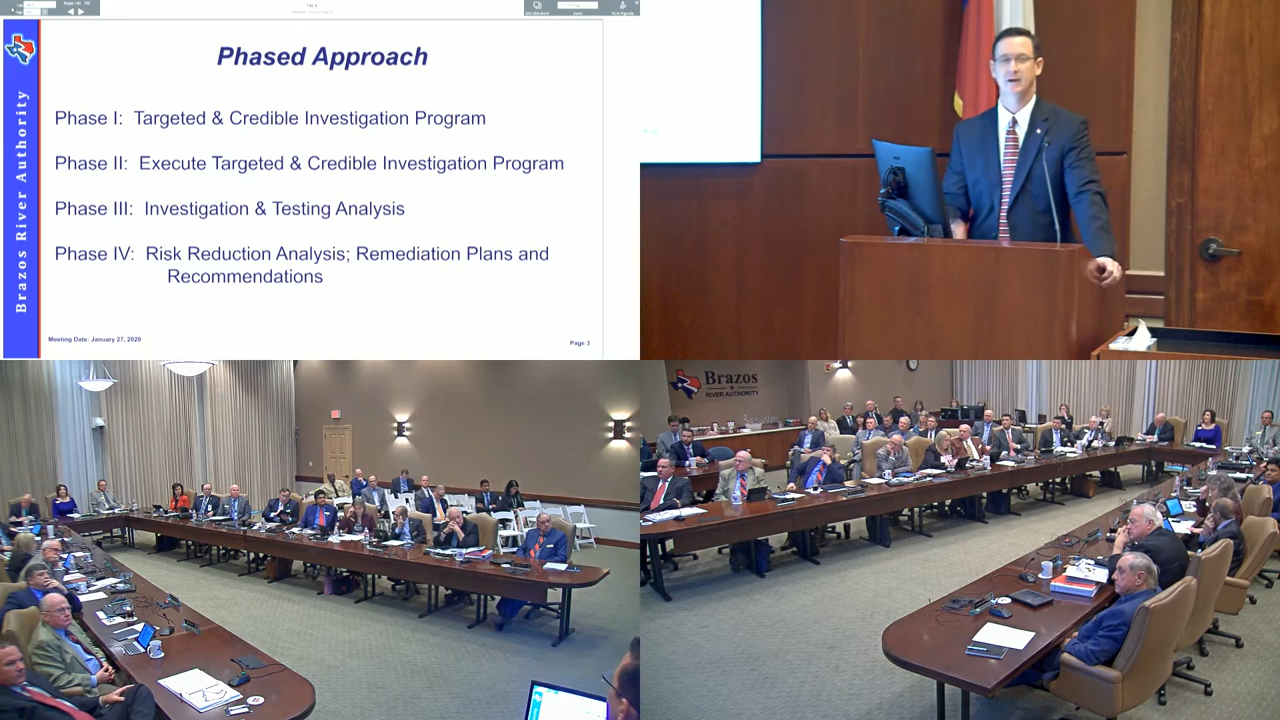 Phased Approach
Phase I: Targeted & Credible Investigation Program
Phase II: Execute Targeted & Credible Investigation Program
Phase III: Investigation & Testing Analysis
Phase IV: Risk Reduction Analysis; Remediation Plans and
Recommendations
Brazos River Authority
Meeting Date: January 27, 2020
Page 3
Brazos
RIVER AUTHORITY